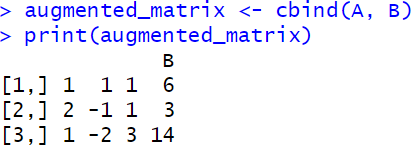 > augmented_matrix <- cbind(A, B)
> print(augmented_matrix)
B
[1,] 1 1 1 6
[2,] 2 -1 1 3
[3,] 1 -2 3 14